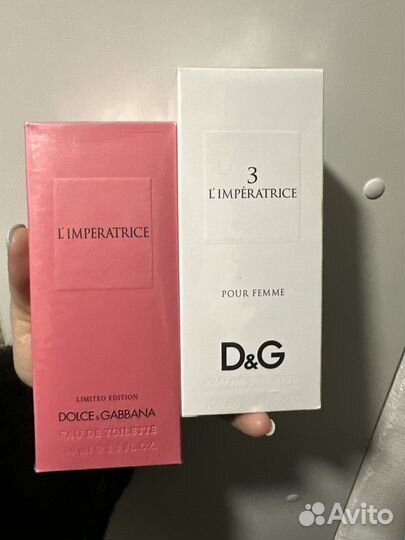 L'IMPERATRICE
LIMITED EDITION
DOLCE & GABBANA
EAU DE TOILETTE
3
L'IMPÉRATRICE
POUR FEMME
D&G
Avito